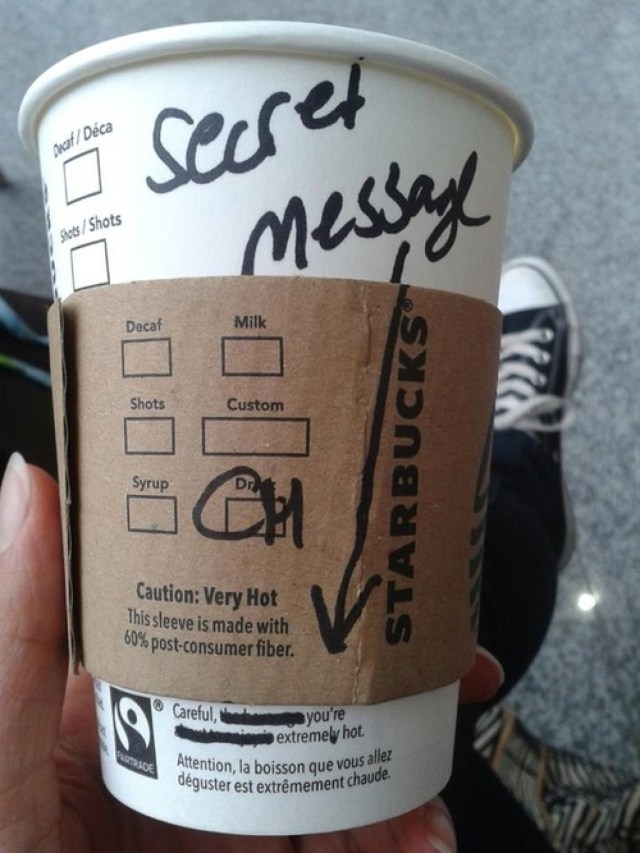 Decaf / Déca
Shots / Shots
secret
message
Decaf
Milk
Shots
Custom
Syrup
CH
Caution: Very Hot
This sleeve is made with
60% post-consumer fiber.
STARBUCKS®
FAIRTRADE
®
Careful, you're
extremely hot.
Attention, la boisson que vous allez
déguster est extrêmement chaude.